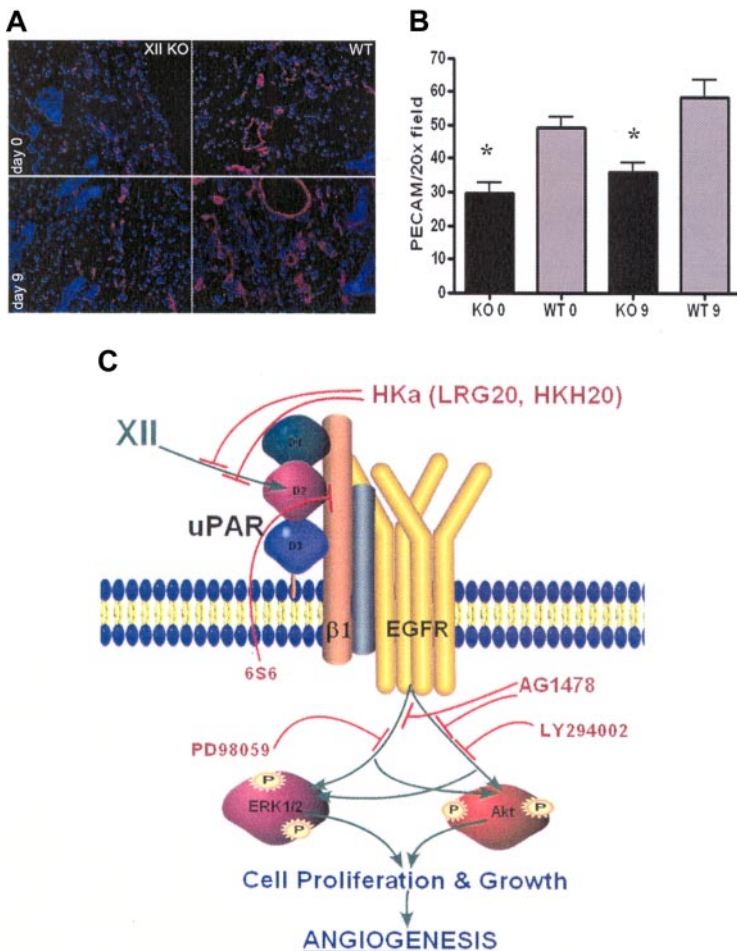 A
XII KO
WT
day 0
day 9
B
PECAM/20x field
70
60
50
40
30
20
10
0
*
*
KO 0
WT 0
KO 9
WT 9
C
HKa (LRG20, HKH20)
XII
D1
D2
uPAR
D3
β1
EGFR
6S6
AG1478
PD98059
LY294002
P
ERK1/2
P
P
Akt
P
Cell Proliferation & Growth
ANGIOGENESIS